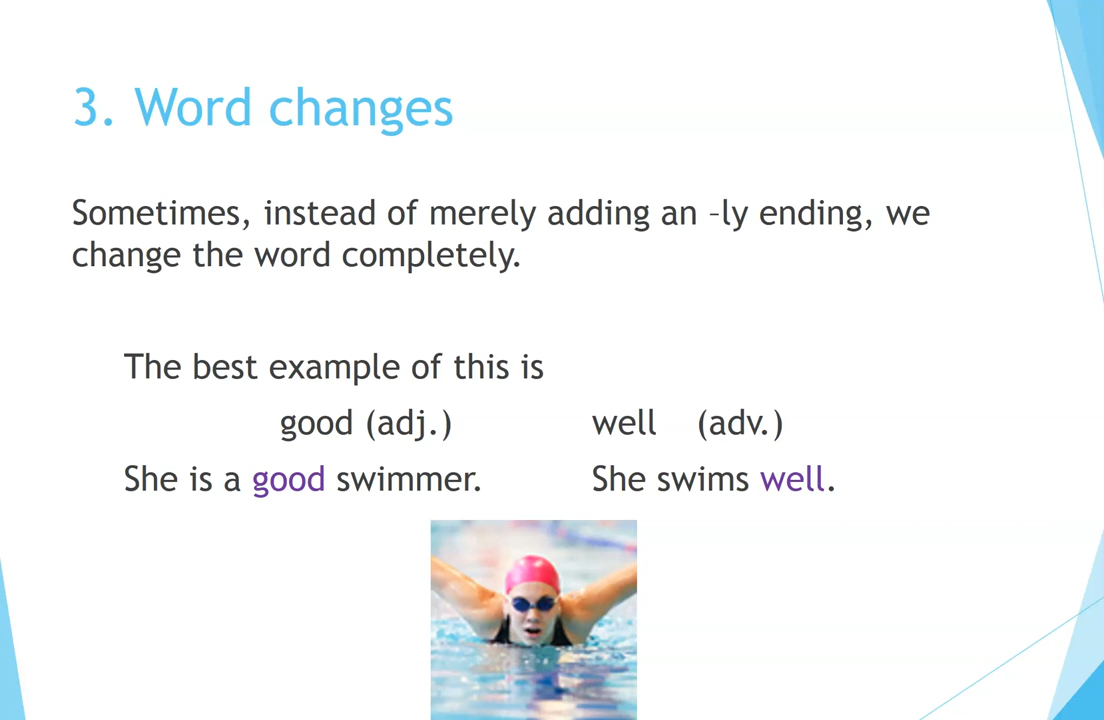 3. Word changes
Sometimes, instead of merely adding an –ly ending, we
change the word completely.
The best example of this is
good (adj.) well (adv.)
She is a good swimmer. She swims well.